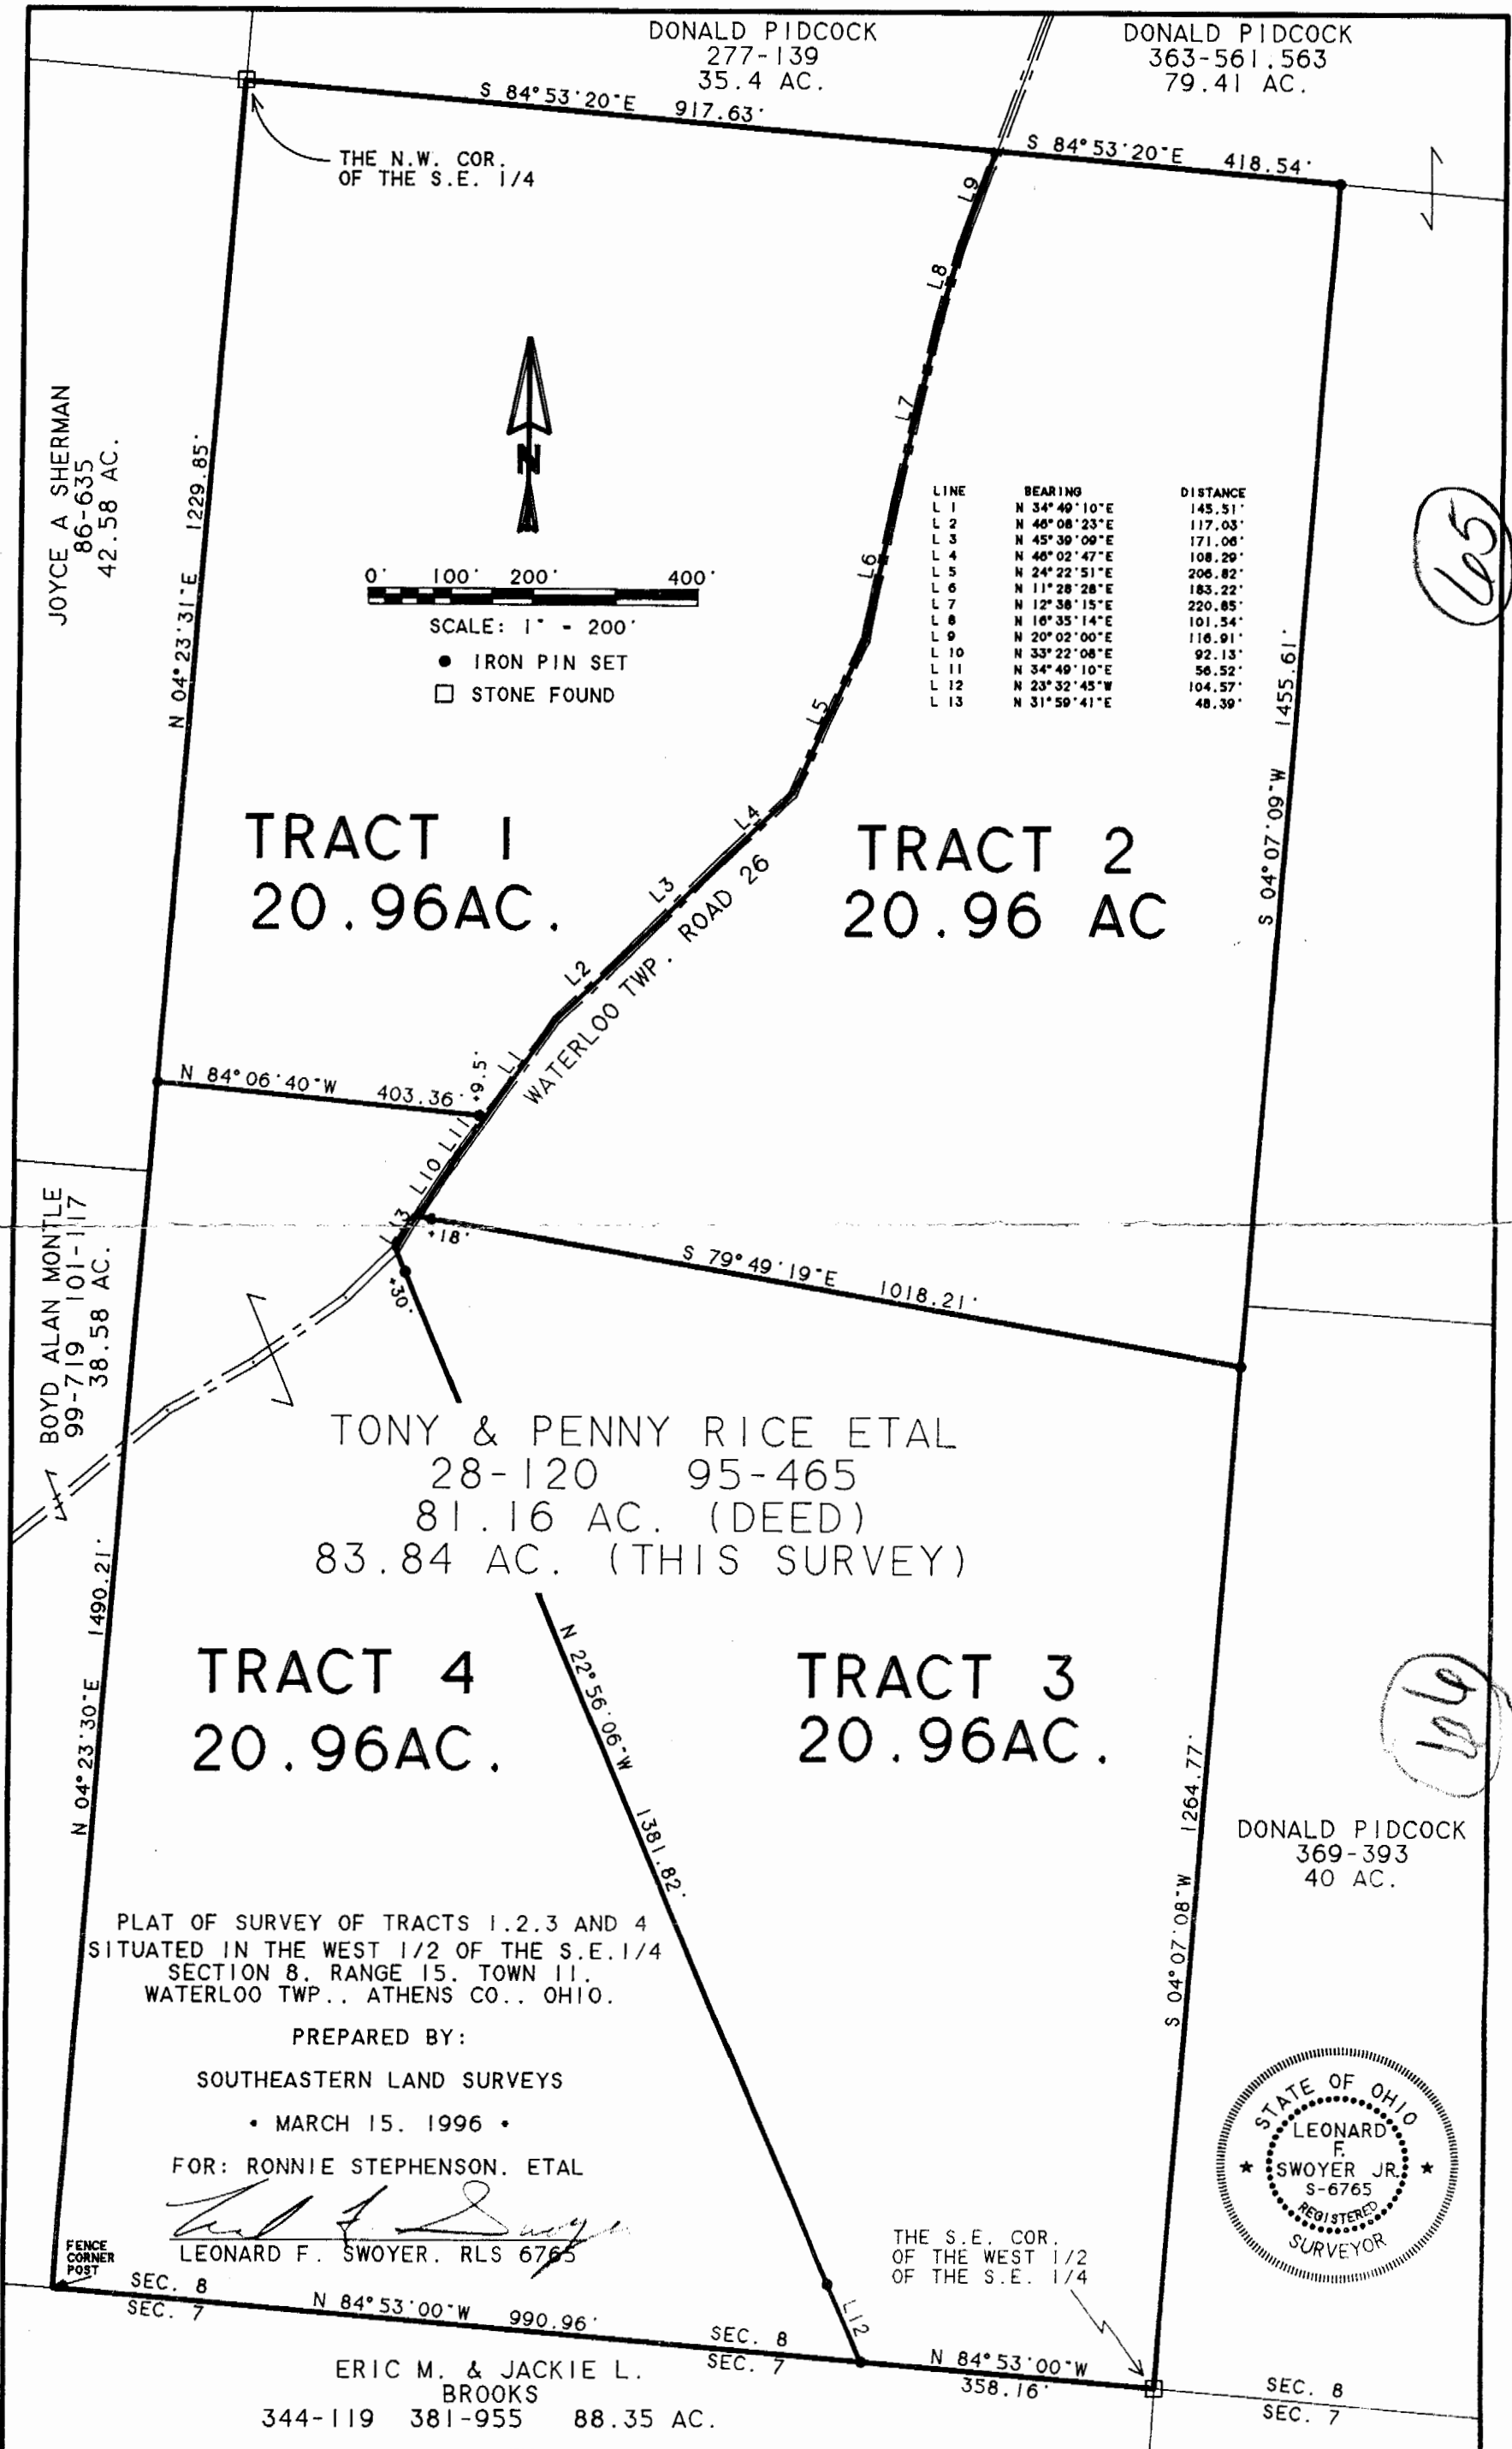 DONALD PIDCOCK
277-139
35.4 AC.
DONALD PIDCOCK
363-561,563
79.41 AC.
S 84°53'20"E 917.63'
S 84°53'20"E 418.54'
THE N.W. COR.
OF THE S.E. 1/4
L9
L8
L7
L6
L5
L4
L3
L2
L1
JOYCE A SHERMAN
86-635
42.58 AC.
N 04°23'31"E 1229.85'
N
0' 100' 200' 400'
SCALE: 1" - 200'
● IRON PIN SET
□ STONE FOUND
LINE BEARING DISTANCE
L 1 N 34°49'10"E 145.51'
L 2 N 46°08'23"E 117.03'
L 3 N 45°39'09"E 171.06'
L 4 N 46°02'47"E 108.29'
L 5 N 24°22'51"E 206.82'
L 6 N 11°28'28"E 183.22'
L 7 N 12°38'15"E 220.65'
L 8 N 16°35'14"E 101.54'
L 9 N 20°02'00"E 116.91'
L 10 N 33°22'06"E 92.13'
L 11 N 34°49'10"E 56.52'
L 12 N 23°32'45"W 104.57'
L 13 N 31°59'41"E 48.39'
65
S 04°07'09"W 1455.61'
TRACT 1
20.96AC.
TRACT 2
20.96 AC
WATERLOO TWP. ROAD 26
N 84°06'40"W 403.36'
+9.5'
L10 L11
L13
+18'
+30'
S 79°49'19"E 1018.21'
BOYD ALAN MONTLE
99-719 101-1117
38.58 AC.
TONY & PENNY RICE ETAL
28-120 95-465
81.16 AC. (DEED)
83.84 AC. (THIS SURVEY)
N 04°23'30"E 1490.21'
TRACT 4
20.96AC.
N 22°56'06"W 1381.82'
TRACT 3
20.96AC.
66
S 04°07'08"W 1264.77'
DONALD PIDCOCK
369-393
40 AC.
PLAT OF SURVEY OF TRACTS 1.2.3 AND 4
SITUATED IN THE WEST 1/2 OF THE S.E.1/4
SECTION 8. RANGE 15. TOWN 11.
WATERLOO TWP.. ATHENS CO.. OHIO.
PREPARED BY:
SOUTHEASTERN LAND SURVEYS
• MARCH 15. 1996 •
FOR: RONNIE STEPHENSON. ETAL
LEONARD F. SWOYER. RLS 6765
STATE OF OHIO
LEONARD
F.
SWOYER JR.
S-6765
REGISTERED
SURVEYOR
THE S.E. COR.
OF THE WEST 1/2
OF THE S.E. 1/4
FENCE
CORNER
POST
SEC. 8
SEC. 7
N 84°53'00"W 990.96'
SEC. 8
SEC. 7
L12
N 84°53'00"W
358.16'
SEC. 8
SEC. 7
ERIC M. & JACKIE L.
BROOKS
344-119 381-955 88.35 AC.